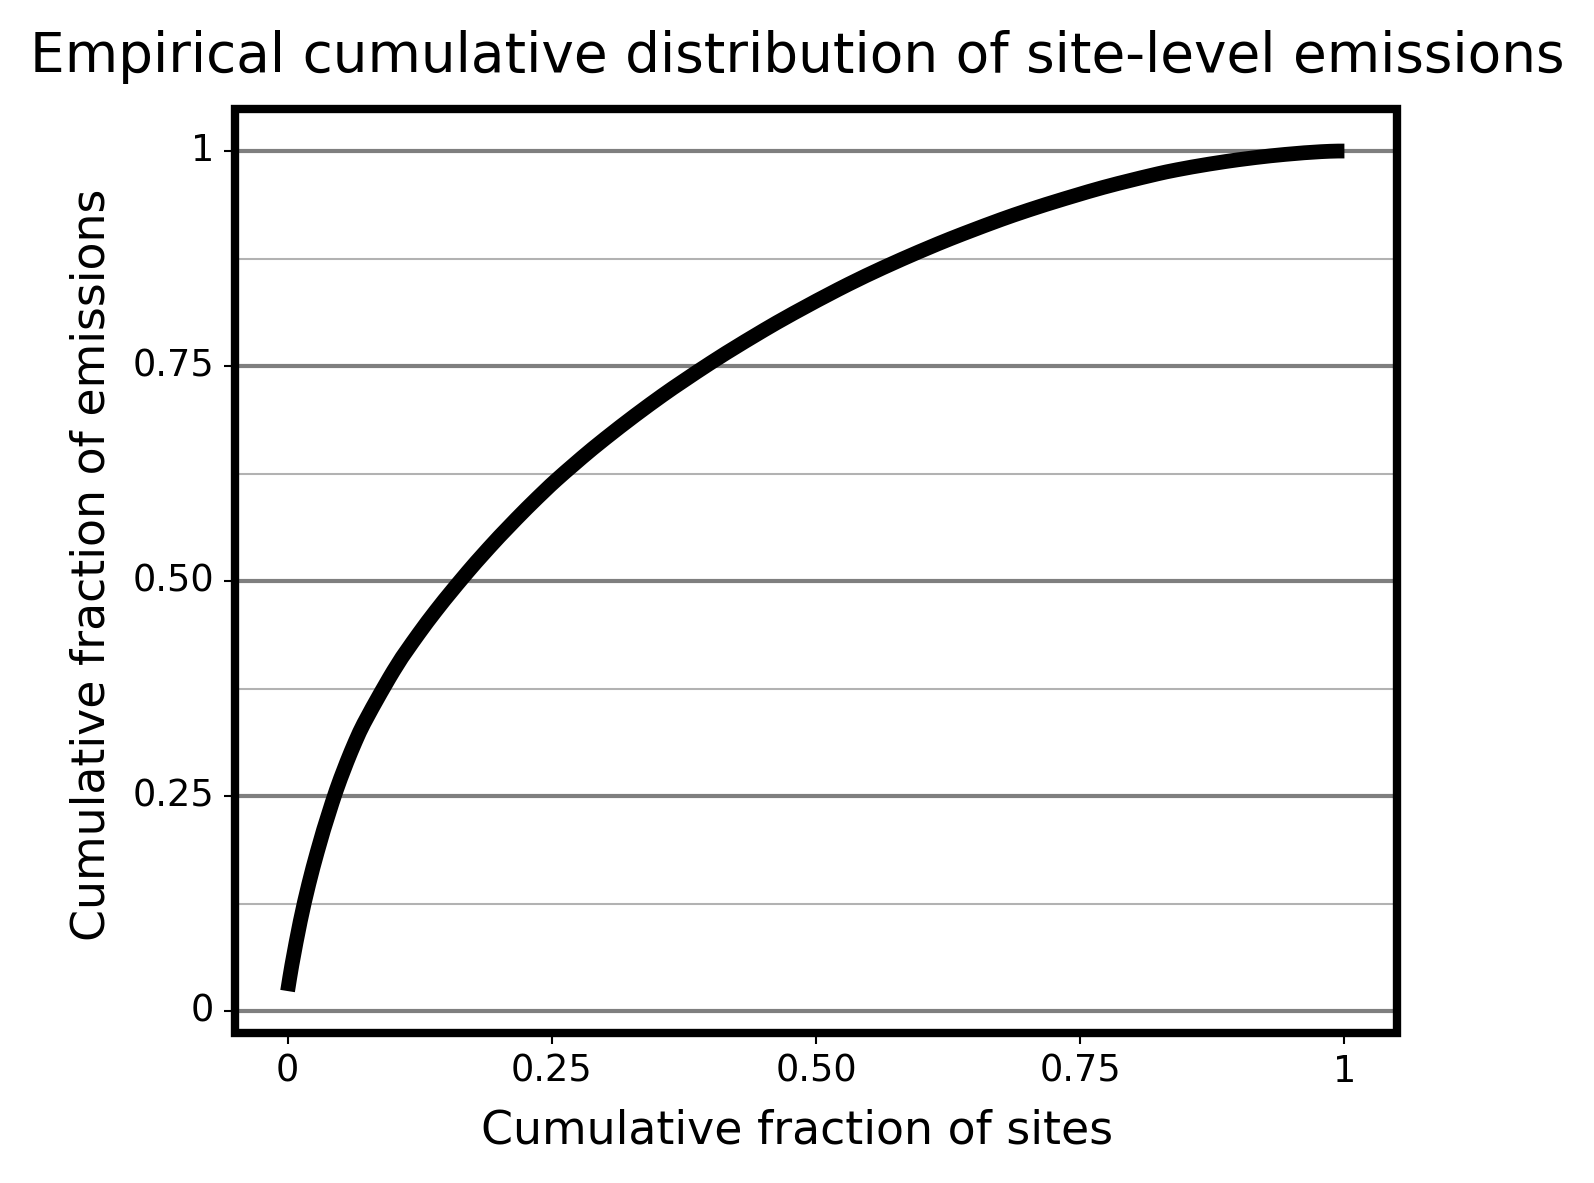 Empirical cumulative distribution of site-level emissions
Cumulative fraction of emissions
1
0.75
0.50
0.25
0
0 0.25 0.50 0.75 1
Cumulative fraction of sites